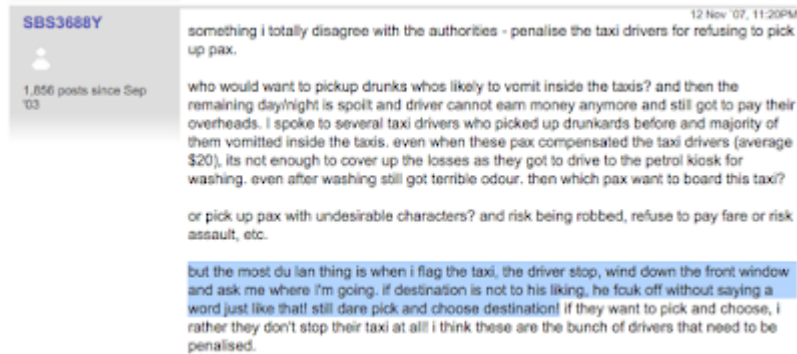 12 Nov '07, 11:20PM
SBS3688Y
1,856 posts since Sep
'03
something i totally disagree with the authorities - penalise the taxi drivers for refusing to pick
up pax.
who would want to pickup drunks whos likely to vomit inside the taxis? and then the
remaining day/night is spoilt and driver cannot earn money anymore and still got to pay their
overheads. I spoke to several taxi drivers who picked up drunkards before and majority of
them vomitted inside the taxis. even when these pax compensated the taxi drivers (average
$20), its not enough to cover up the losses as they got to drive to the petrol kiosk for
washing. even after washing still got terrible odour. then which pax want to board this taxi?
or pick up pax with undesirable characters? and risk being robbed, refuse to pay fare or risk
assault, etc.
but the most du lan thing is when i flag the taxi, the driver stop, wind down the front window
and ask me where I'm going. if destination is not to his liking, he fcuk off without saying a
word just like that! still dare pick and choose destination! if they want to pick and choose, i
rather they don't stop their taxi at all! i think these are the bunch of drivers that need to be
penalised.